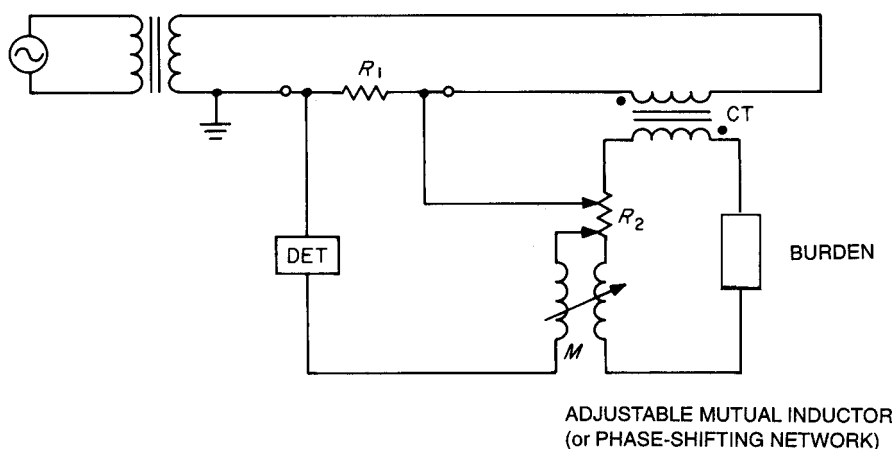 R1
CT
R2
DET
BURDEN
M
ADJUSTABLE MUTUAL INDUCTOR
(or PHASE-SHIFTING NETWORK)